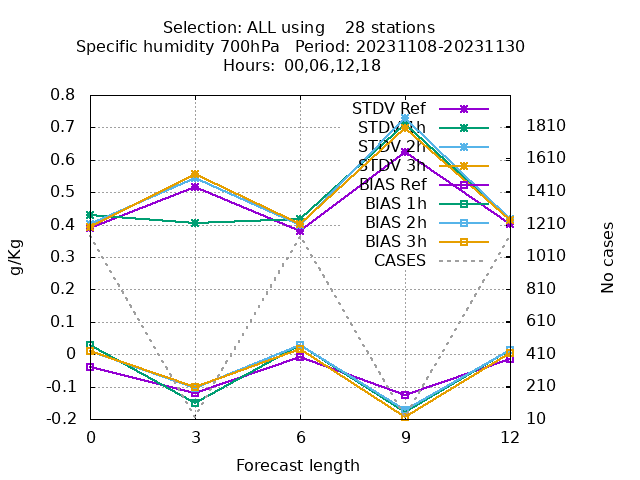 Selection: ALL using 28 stations
Specific humidity 700hPa Period: 20231108-20231130
Hours: 00,06,12,18
0.8
0.7
0.6
0.5
0.4
0.3
0.2
0.1
0
-0.1
-0.2
g/Kg
STDV Ref
STDV 1h
STDV 2h
STDV 3h
BIAS Ref
BIAS 1h
BIAS 2h
BIAS 3h
CASES
1810
1610
1410
1210
1010
810
610
410
210
10
No cases
0 3 6 9 12
Forecast length